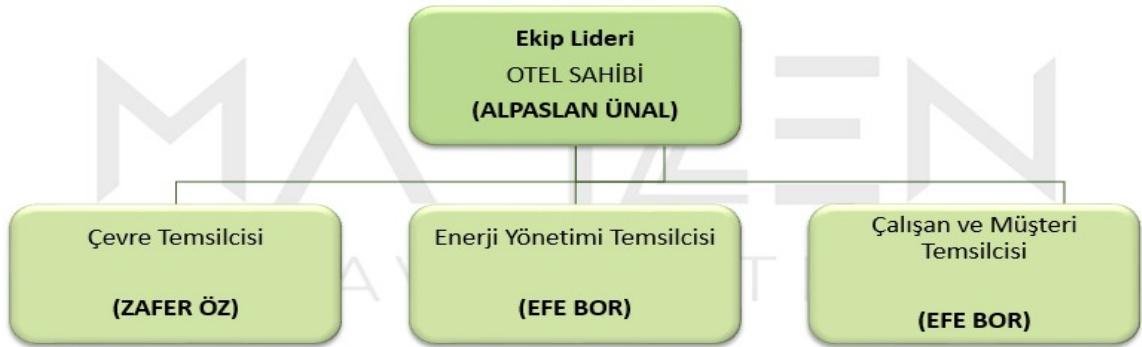 Ekip Lideri
OTEL SAHİBİ
(ALPASLAN ÜNAL)
Çevre Temsilcisi
(ZAFER ÖZ)
Enerji Yönetimi Temsilcisi
(EFE BOR)
Çalışan ve Müşteri
Temsilcisi
(EFE BOR)